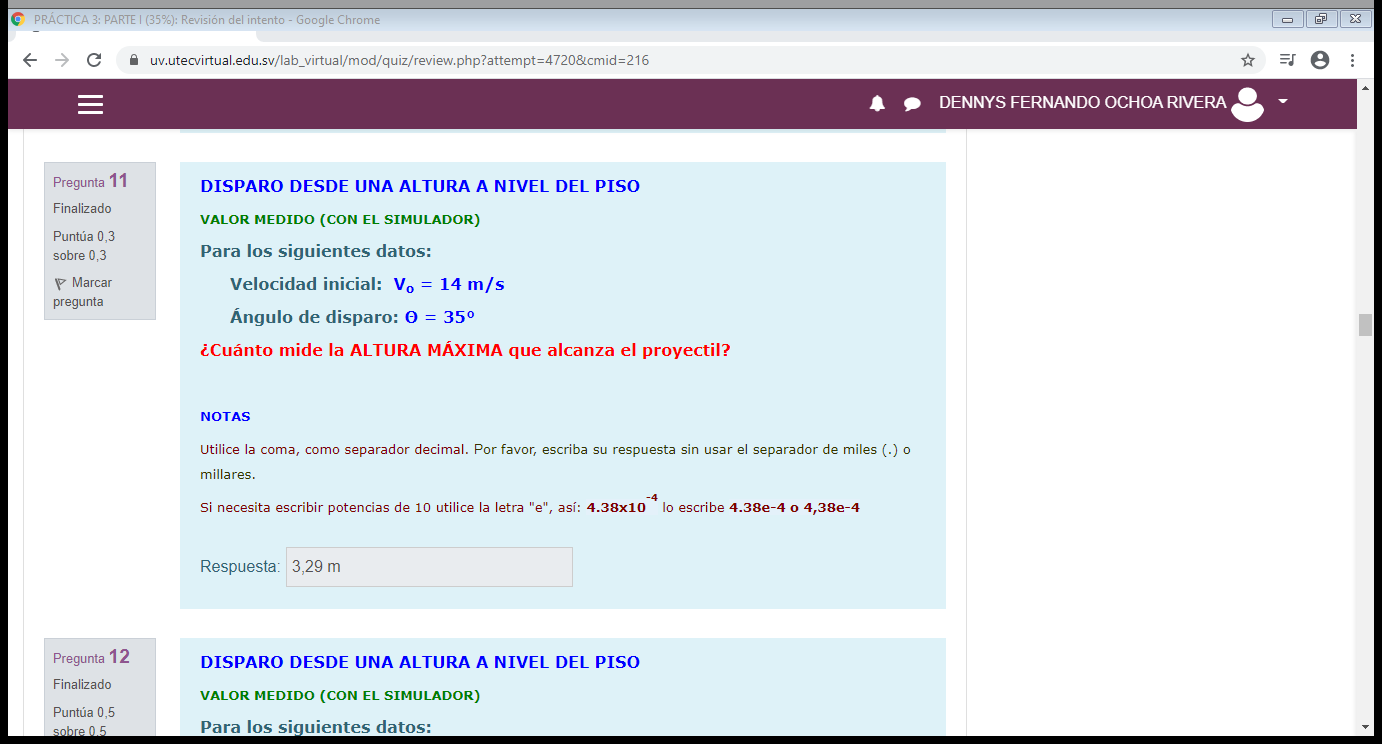 PRÁCTICA 3: PARTE I (35%): Revisión del intento - Google Chrome
uv.utecvirtual.edu.sv/lab_virtual/mod/quiz/review.php?attempt=4720&cmid=216
DENNYS FERNANDO OCHOA RIVERA
Pregunta 11
Finalizado
Puntúa 0,3
sobre 0,3
Marcar
pregunta
DISPARO DESDE UNA ALTURA A NIVEL DEL PISO
VALOR MEDIDO (CON EL SIMULADOR)
Para los siguientes datos:
Velocidad inicial: Vo = 14 m/s
Ángulo de disparo: Θ = 35º
¿Cuánto mide la ALTURA MÁXIMA que alcanza el proyectil?
NOTAS
Utilice la coma, como separador decimal. Por favor, escriba su respuesta sin usar el separador de miles (.) o
millares.
Si necesita escribir potencias de 10 utilice la letra "e", así: 4.38x10-4 lo escribe 4.38e-4 o 4,38e-4
Respuesta: 3,29 m
Pregunta 12
Finalizado
Puntúa 0,5
sobre 0,5
DISPARO DESDE UNA ALTURA A NIVEL DEL PISO
VALOR MEDIDO (CON EL SIMULADOR)
Para los siguientes datos: